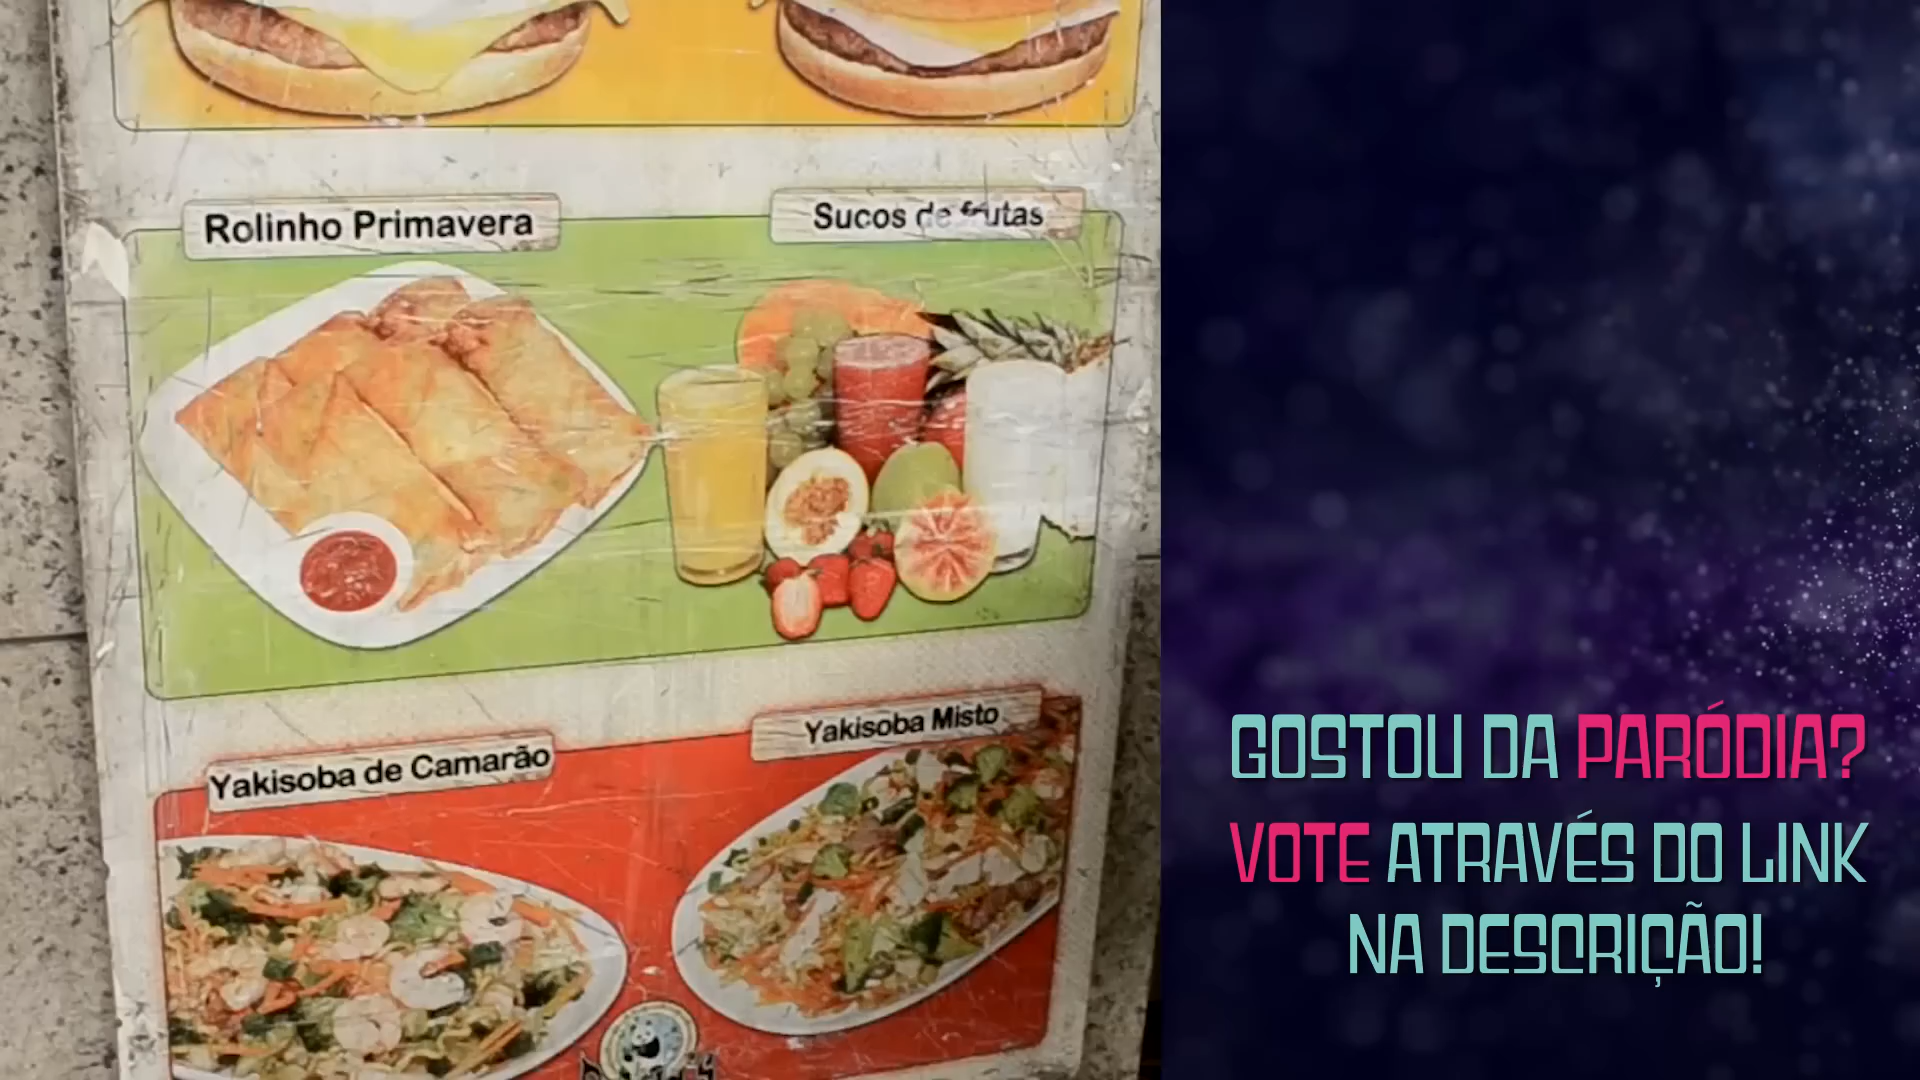 Rolinho Primavera
Sucos de frutas
Yakisoba de Camarão
Yakisoba Misto
GOSTOU DA PARÓDIA?
VOTE ATRAVÉS DO LINK
NA DESCRIÇÃO!